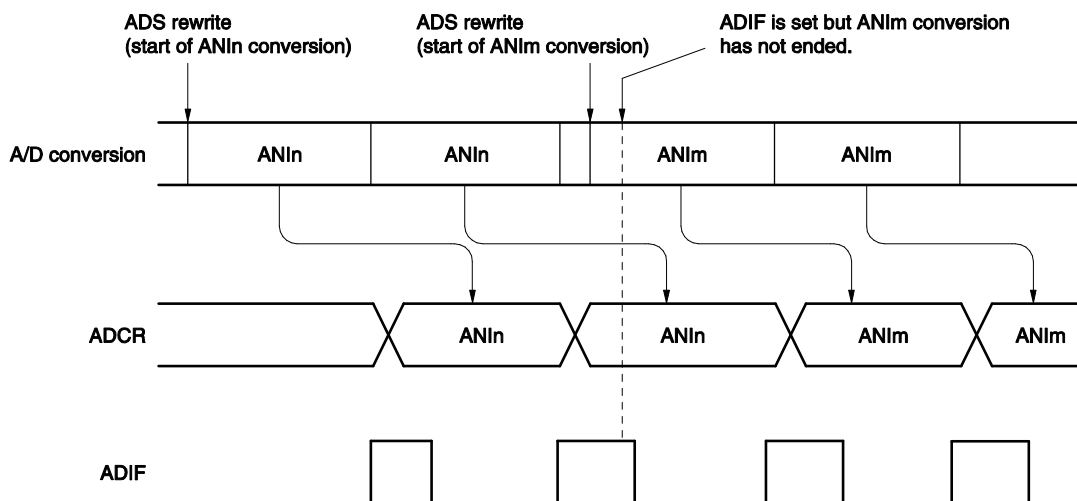 ADS rewrite
(start of ANIn conversion)
ADS rewrite
(start of ANIm conversion)
ADIF is set but ANIm conversion
has not ended.
A/D conversion
ANIn
ANIn
ANIm
ANIm
ADCR
ANIn
ANIn
ANIm
ANIm
ADIF